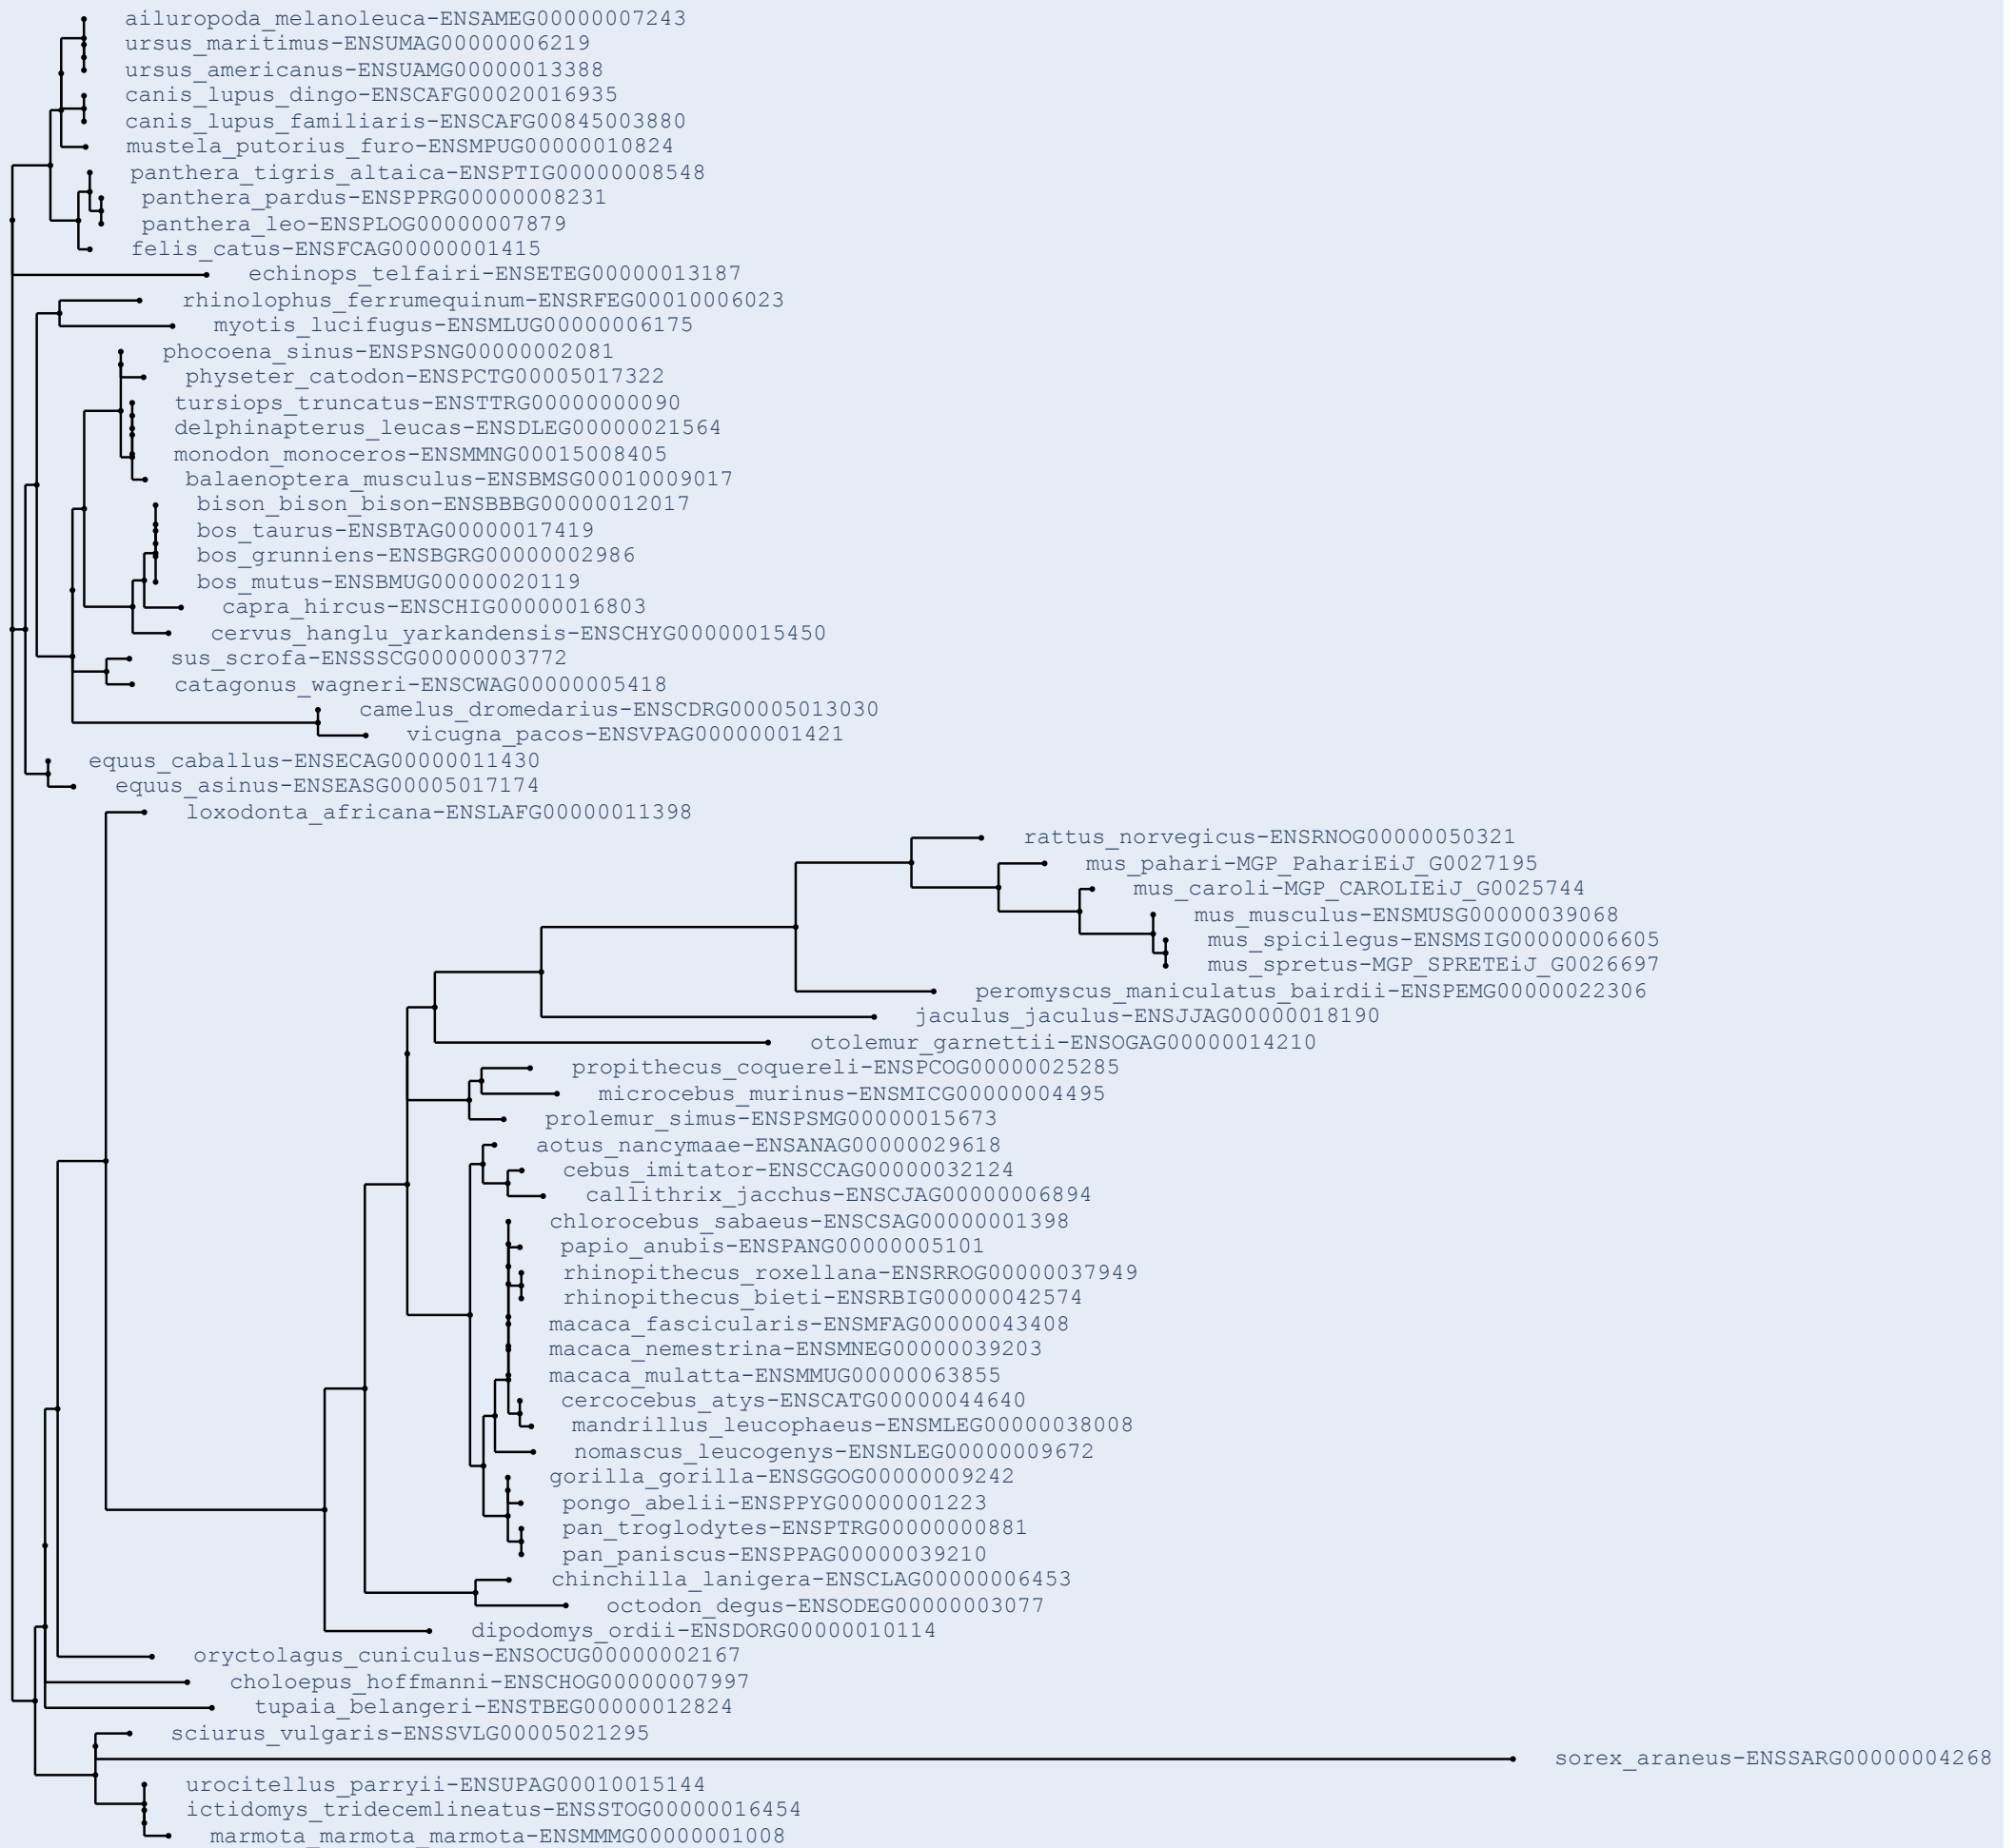 ailuropoda_melanoleuca-ENSAMEG00000007243
ursus_maritimus-ENSUMAG00000006219
ursus_americanus-ENSUAMG00000013388
canis_lupus_dingo-ENSCAFG00020016935
canis_lupus_familiaris-ENSCAFG00845003880
mustela_putorius_furo-ENSMPUG00000010824
panthera_tigris_altaica-ENSPTIG00000008548
panthera_pardus-ENSPPRG00000008231
panthera_leo-ENSPLOG00000007879
felis_catus-ENSFCAG00000001415
echinops_telfairi-ENSETEG00000013187
rhinolophus_ferrumequinum-ENSRFEG00010006023
myotis_lucifugus-ENSMLUG00000006175
phocoena_sinus-ENSPSNG00000002081
physeter_catodon-ENSPCTG00005017322
tursiops_truncatus-ENSTTRG00000000090
delphinapterus_leucas-ENSDLEG00000021564
monodon_monoceros-ENSMMNG00015008405
balaenoptera_musculus-ENSBMSG00010009017
bison_bison_bison-ENSBBBG00000012017
bos_taurus-ENSBTAG00000017419
bos_grunniens-ENSBGRG00000002986
bos_mutus-ENSBMUG00000020119
capra_hircus-ENSCHIG00000016803
cervus_hanglu_yarkandensis-ENSCHYG00000015450
sus_scrofa-ENSSSCG00000003772
catagonus_wagneri-ENSCWAG00000005418
camelus_dromedarius-ENSCDRG00005013030
vicugna_pacos-ENSVPAG00000001421
equus_caballus-ENSECAG00000011430
equus_asinus-ENSEASG00005017174
loxodonta_africana-ENSLAFG00000011398
rattus_norvegicus-ENSRNOG00000050321
mus_pahari-MGP_PahariEiJ_G0027195
mus_caroli-MGP_CAROLIEiJ_G0025744
mus_musculus-ENSMUSG00000039068
mus_spicilegus-ENSMSIG00000006605
mus_spretus-MGP_SPRETEiJ_G0026697
peromyscus_maniculatus_bairdii-ENSPEMG00000022306
jaculus_jaculus-ENSJJAG00000018190
otolemur_garnettii-ENSOGAG00000014210
propithecus_coquereli-ENSPCOG00000025285
microcebus_murinus-ENSMICG00000004495
prolemur_simus-ENSPSMG00000015673
aotus_nancymaae-ENSANAG00000029618
cebus_imitator-ENSCCAG00000032124
callithrix_jacchus-ENSCJAG00000006894
chlorocebus_sabaeus-ENSCSAG00000001398
papio_anubis-ENSPANG00000005101
rhinopithecus_roxellana-ENSRROG00000037949
rhinopithecus_bieti-ENSRBIG00000042574
macaca_fascicularis-ENSMFAG00000043408
macaca_nemestrina-ENSMNEG00000039203
macaca_mulatta-ENSMMUG00000063855
cercocebus_atys-ENSCATG00000044640
mandrillus_leucophaeus-ENSMLEG00000038008
nomascus_leucogenys-ENSNLEG00000009672
gorilla_gorilla-ENSGGOG00000009242
pongo_abelii-ENSPPYG00000001223
pan_troglodytes-ENSPTRG00000000881
pan_paniscus-ENSPPAG00000039210
chinchilla_lanigera-ENSCLAG00000006453
octodon_degus-ENSODEG00000003077
dipodomys_ordii-ENSDORG00000010114
oryctolagus_cuniculus-ENSOCUG00000002167
choloepus_hoffmanni-ENSCHOG00000007997
tupaia_belangeri-ENSTBEG00000012824
sciurus_vulgaris-ENSSVLG00005021295
sorex_araneus-ENSSARG00000004268
urocitellus_parryii-ENSUPAG00010015144
ictidomys_tridecemlineatus-ENSSTOG00000016454
marmota_marmota_marmota-ENSMMMG00000001008